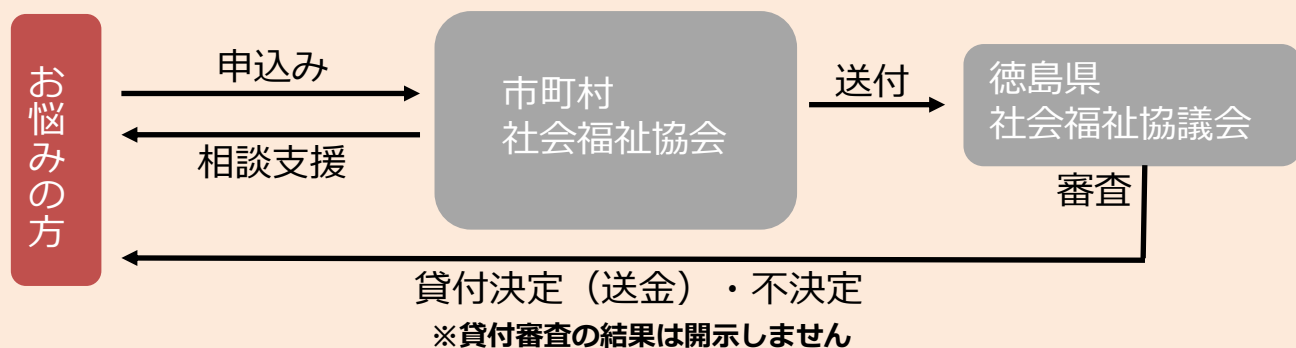 お悩みの方
申込み
相談支援
市町村
社会福祉協会
送付
徳島県
社会福祉協議会
審査
貸付決定（送金）・不決定
※貸付審査の結果は開示しません